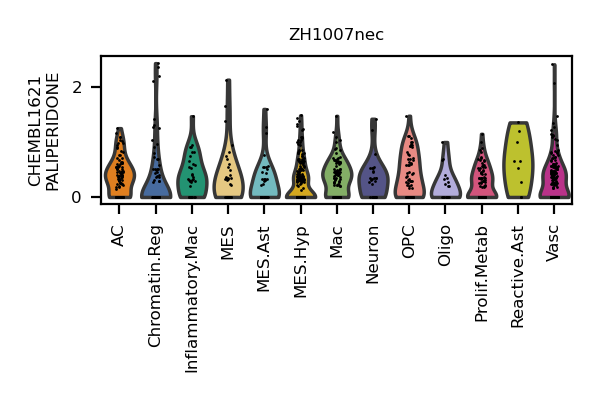 ZH1007nec
CHEMBL1621
PALIPERIDONE
2
0
AC
Chromatin.Reg
Inflammatory.Mac
MES
MES.Ast
MES.Hyp
Mac
Neuron
OPC
Oligo
Prolif.Metab
Reactive.Ast
Vasc